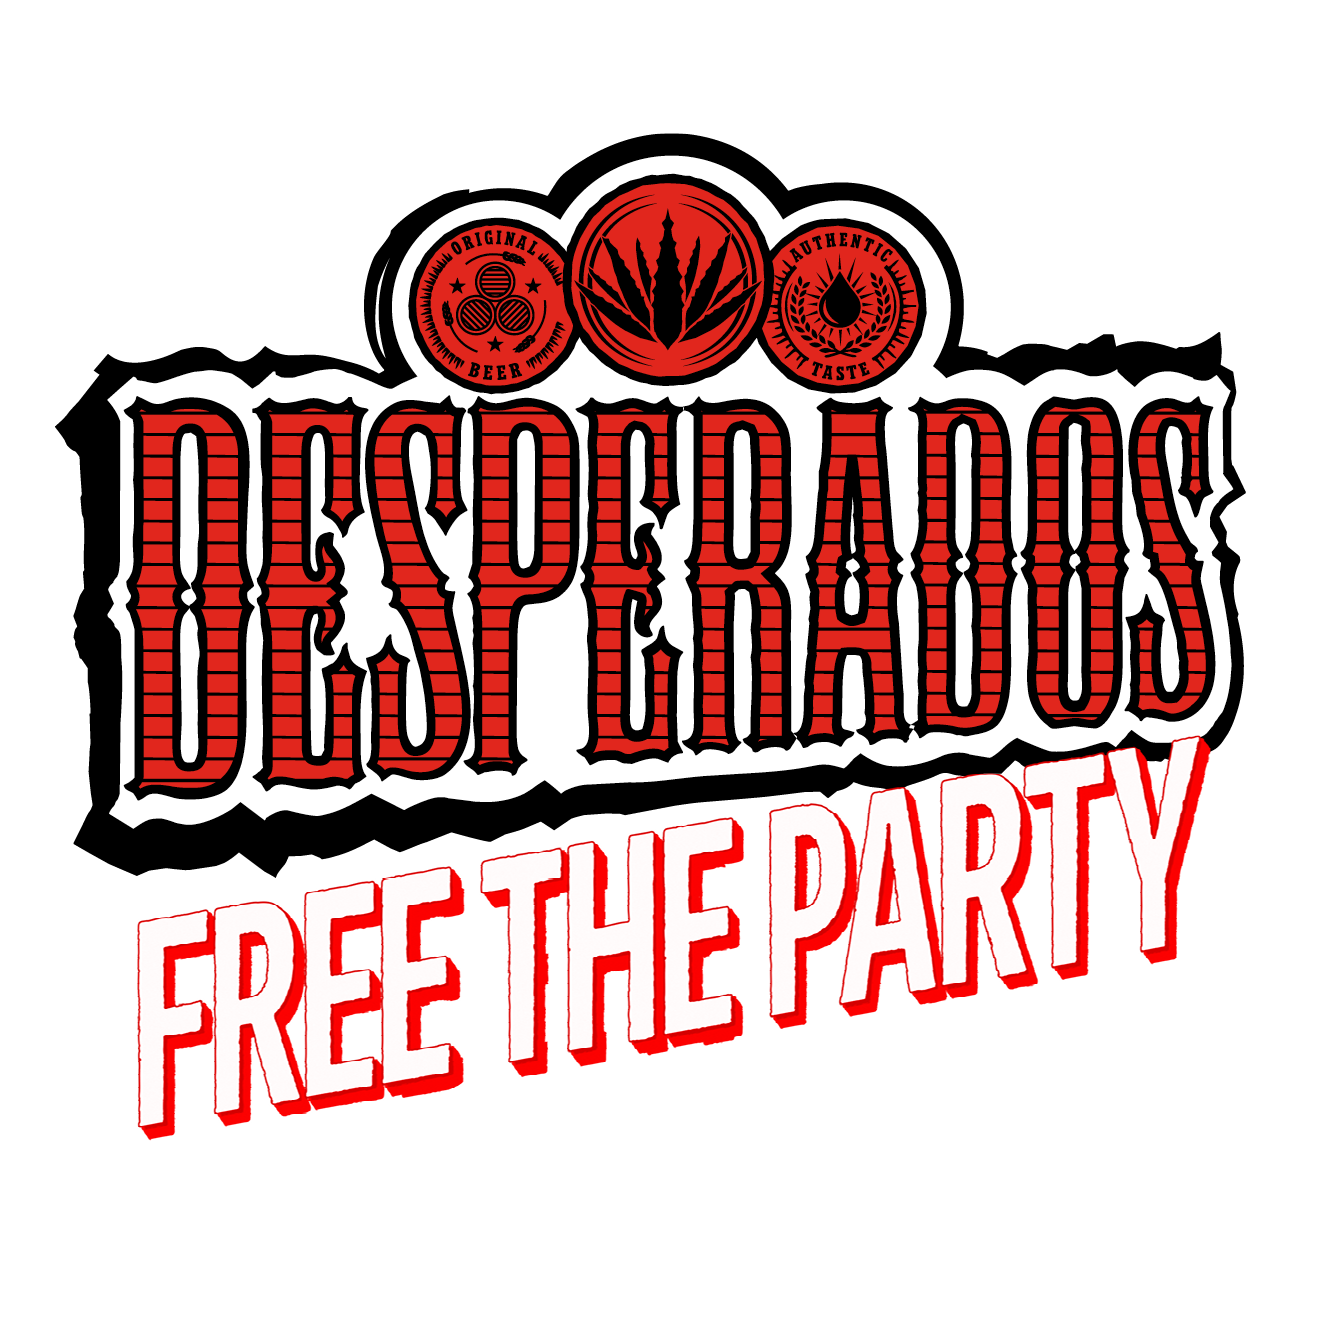 ORIGINAL
BEER
AUTHENTIC
TASTE
DESPERADOS
FREE THE PARTY